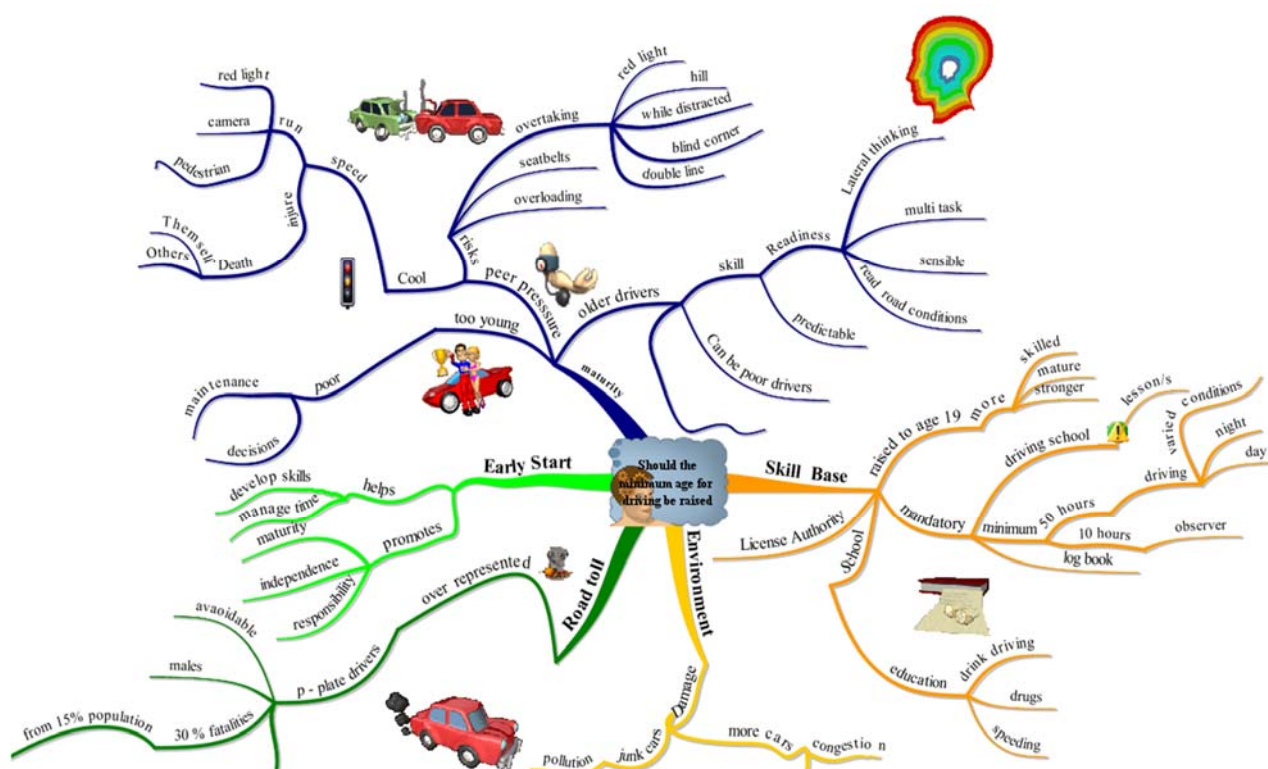 Should the
minimum age for
driving be raised
maturity
peer presssure
Cool
speed
run
red light
camera
pedestrian
injure
Death
Themself
Others
risks
overtaking
red light
hill
while distracted
blind corner
double line
seatbelts
overloading
too young
poor
maintenance
decisions
older drivers
skill
Readiness
Lateral thinking
multi task
sensible
read road conditions
predictable
Can be poor drivers
Skill Base
raised to age 19
more
skilled
mature
stronger
mandatory
driving school
lesson/s
minimum
50 hours
driving
varied conditions
night
day
10 hours
observer
log book
School
education
drink driving
drugs
speeding
License Authority
Environment
Damage
more cars
congestion
junk cars
pollution
Road toll
over represented
p - plate drivers
avaoidable
males
30 % fatalities
from 15% population
Early Start
helps
develop skills
manage time
promotes
maturity
independence
responsibility